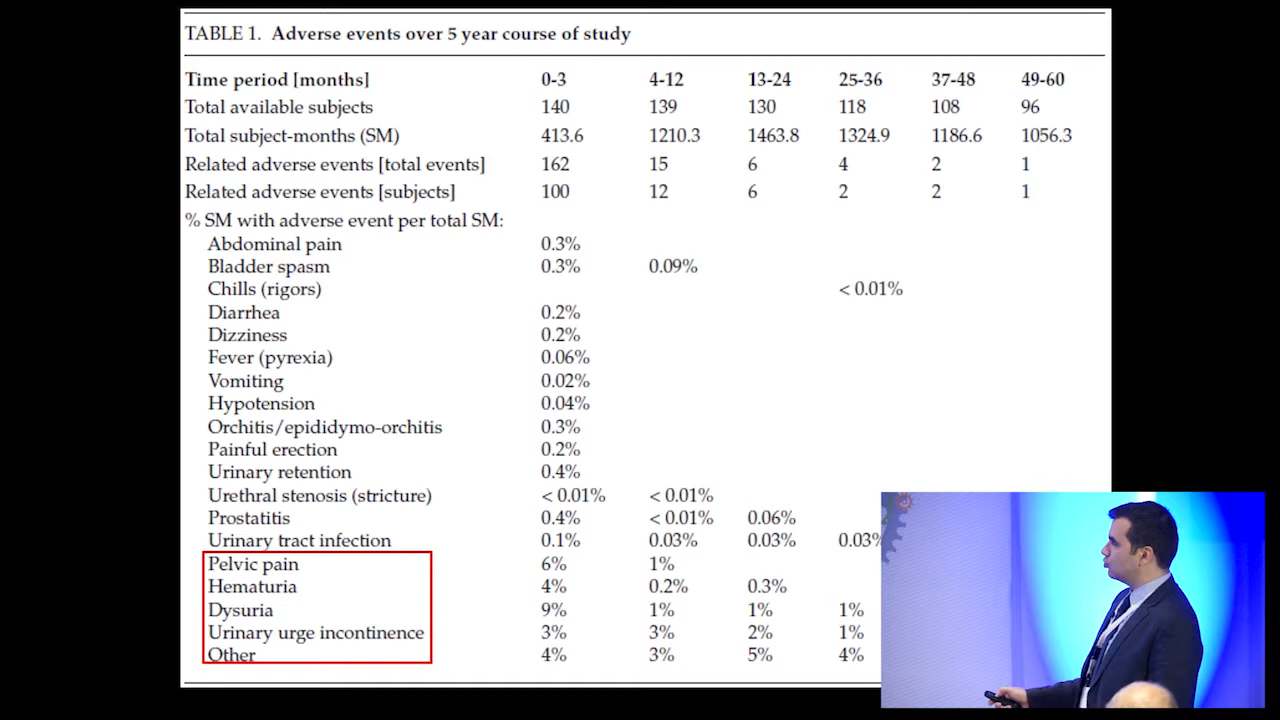 TABLE 1. Adverse events over 5 year course of study
Time period [months] 0-3 4-12 13-24 25-36 37-48 49-60
Total available subjects 140 139 130 118 108 96
Total subject-months (SM) 413.6 1210.3 1463.8 1324.9 1186.6 1056.3
Related adverse events [total events] 162 15 6 4 2 1
Related adverse events [subjects] 100 12 6 2 2 1
% SM with adverse event per total SM:
Abdominal pain 0.3%
Bladder spasm 0.3% 0.09%
Chills (rigors) < 0.01%
Diarrhea 0.2%
Dizziness 0.2%
Fever (pyrexia) 0.06%
Vomiting 0.02%
Hypotension 0.04%
Orchitis/epididymo-orchitis 0.3%
Painful erection 0.2%
Urinary retention 0.4%
Urethral stenosis (stricture) < 0.01% < 0.01%
Prostatitis 0.4% < 0.01% 0.06%
Urinary tract infection 0.1% 0.03% 0.03% 0.03%
Pelvic pain 6% 1%
Hematuria 4% 0.2% 0.3%
Dysuria 9% 1% 1% 1%
Urinary urge incontinence 3% 3% 2% 1%
Other 4% 3% 5% 4%